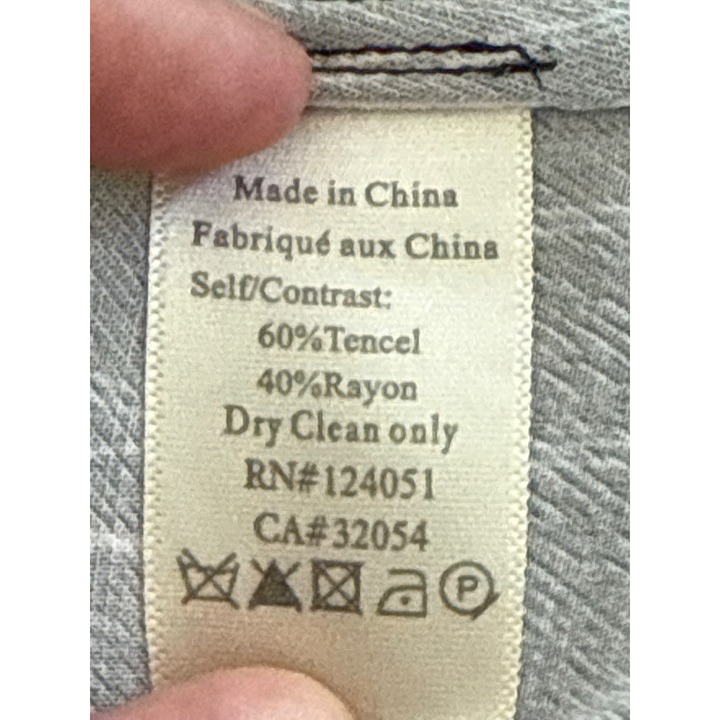 Made in China
Fabriqué aux China
Self/Contrast:
60%Tencel
40%Rayon
Dry Clean only
RN#124051
CA#32054
P